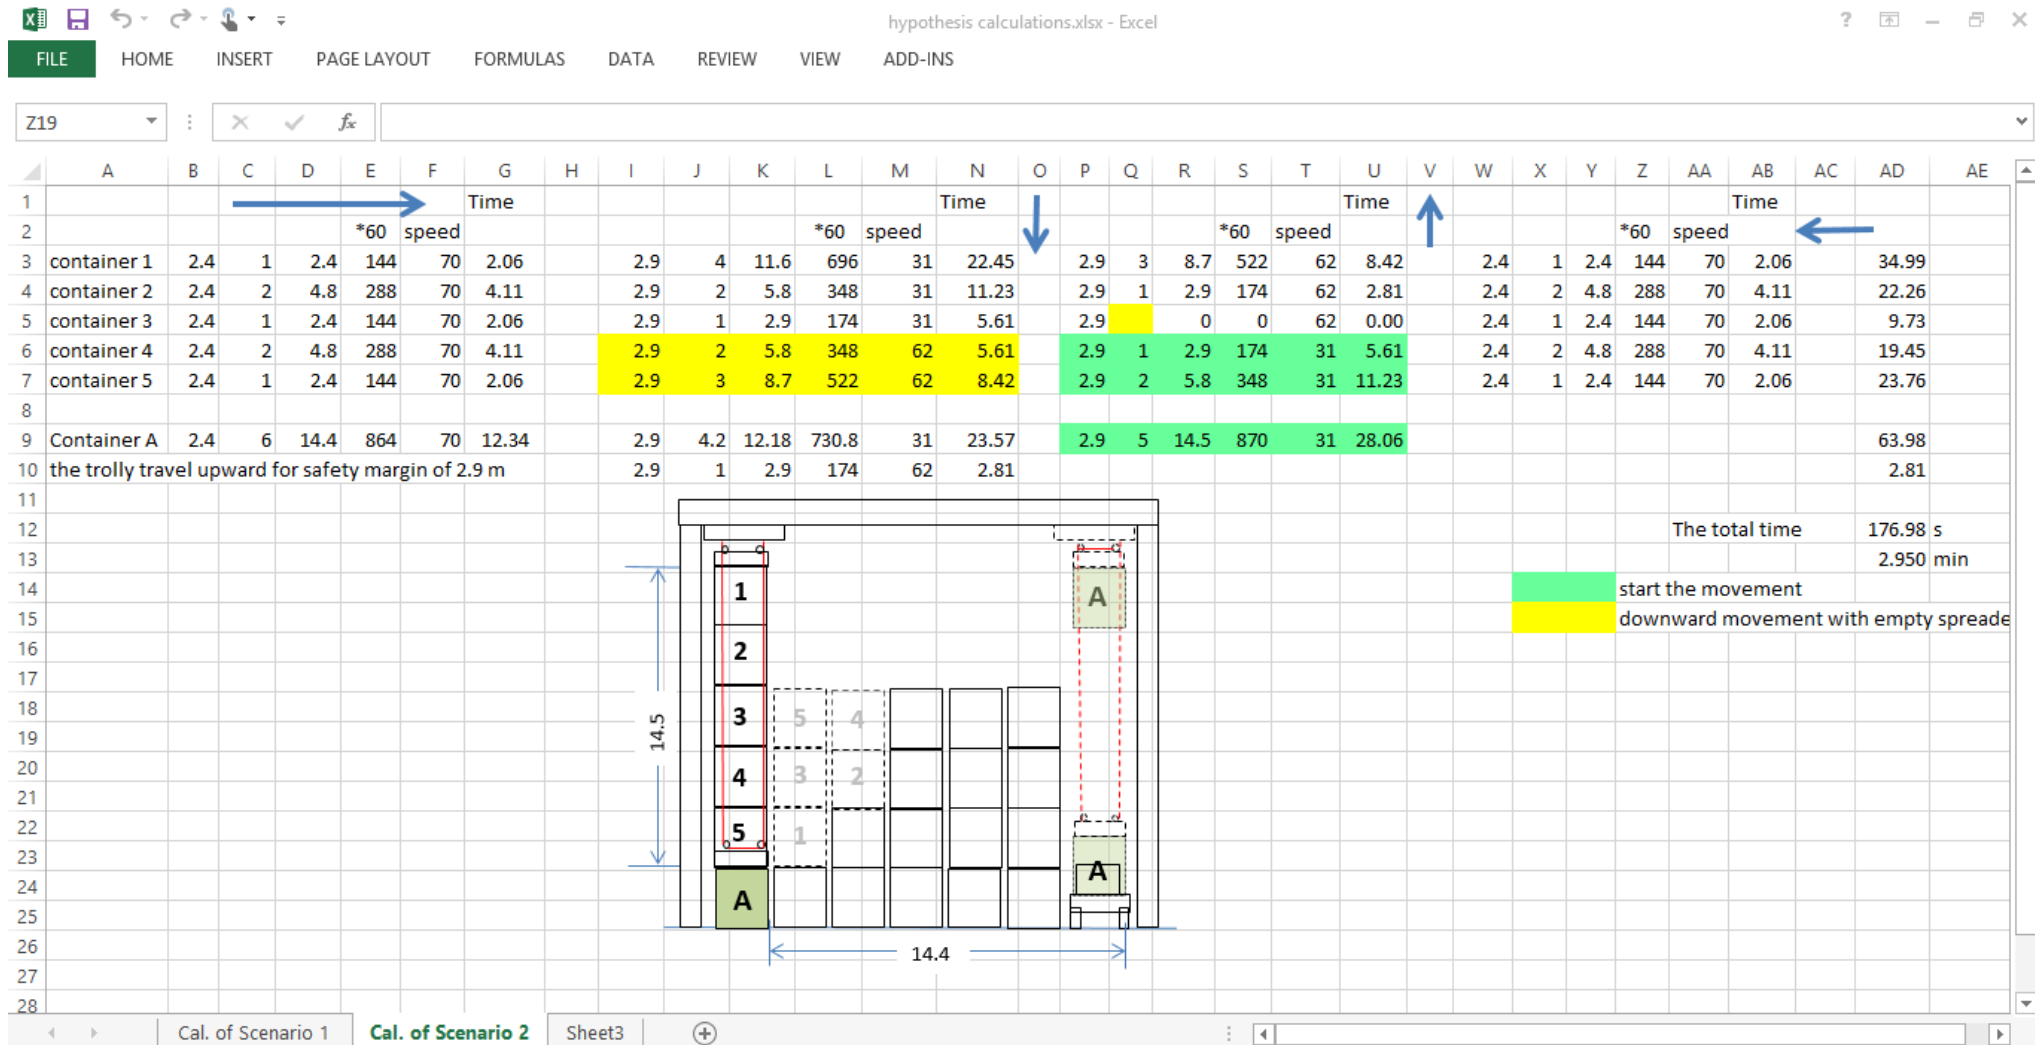 hypothesis calculations.xlsx - Excel
?
FILE HOME INSERT PAGE LAYOUT FORMULAS DATA REVIEW VIEW ADD-INS
Z19 fx
A B C D E F G H I J K L M N O P Q R S T U V W X Y Z AA AB AC AD AE
1 Time Time Time Time
2 *60 speed *60 speed *60 speed *60 speed
3 container 1 2.4 1 2.4 144 70 2.06 2.9 4 11.6 696 31 22.45 2.9 3 8.7 522 62 8.42 2.4 1 2.4 144 70 2.06 34.99
4 container 2 2.4 2 4.8 288 70 4.11 2.9 2 5.8 348 31 11.23 2.9 1 2.9 174 62 2.81 2.4 2 4.8 288 70 4.11 22.26
5 container 3 2.4 1 2.4 144 70 2.06 2.9 1 2.9 174 31 5.61 2.9 0 0 62 0.00 2.4 1 2.4 144 70 2.06 9.73
6 container 4 2.4 2 4.8 288 70 4.11 2.9 2 5.8 348 62 5.61 2.9 1 2.9 174 31 5.61 2.4 2 4.8 288 70 4.11 19.45
7 container 5 2.4 1 2.4 144 70 2.06 2.9 3 8.7 522 62 8.42 2.9 2 5.8 348 31 11.23 2.4 1 2.4 144 70 2.06 23.76
8
9 Container A 2.4 6 14.4 864 70 12.34 2.9 4.2 12.18 730.8 31 23.57 2.9 5 14.5 870 31 28.06 63.98
10 the trolly travel upward for safety margin of 2.9 m 2.9 1 2.9 174 62 2.81 2.81
11
12 The total time 176.98 s
13 2.950 min
14 1 A start the movement
15 downward movement with empty spreade
16 2
17
18 3 5 4
19 14.5
20 4 3 2
21
22 5 1
23 A
24 A
25
26 14.4
27
28
Cal. of Scenario 1 Cal. of Scenario 2 Sheet3